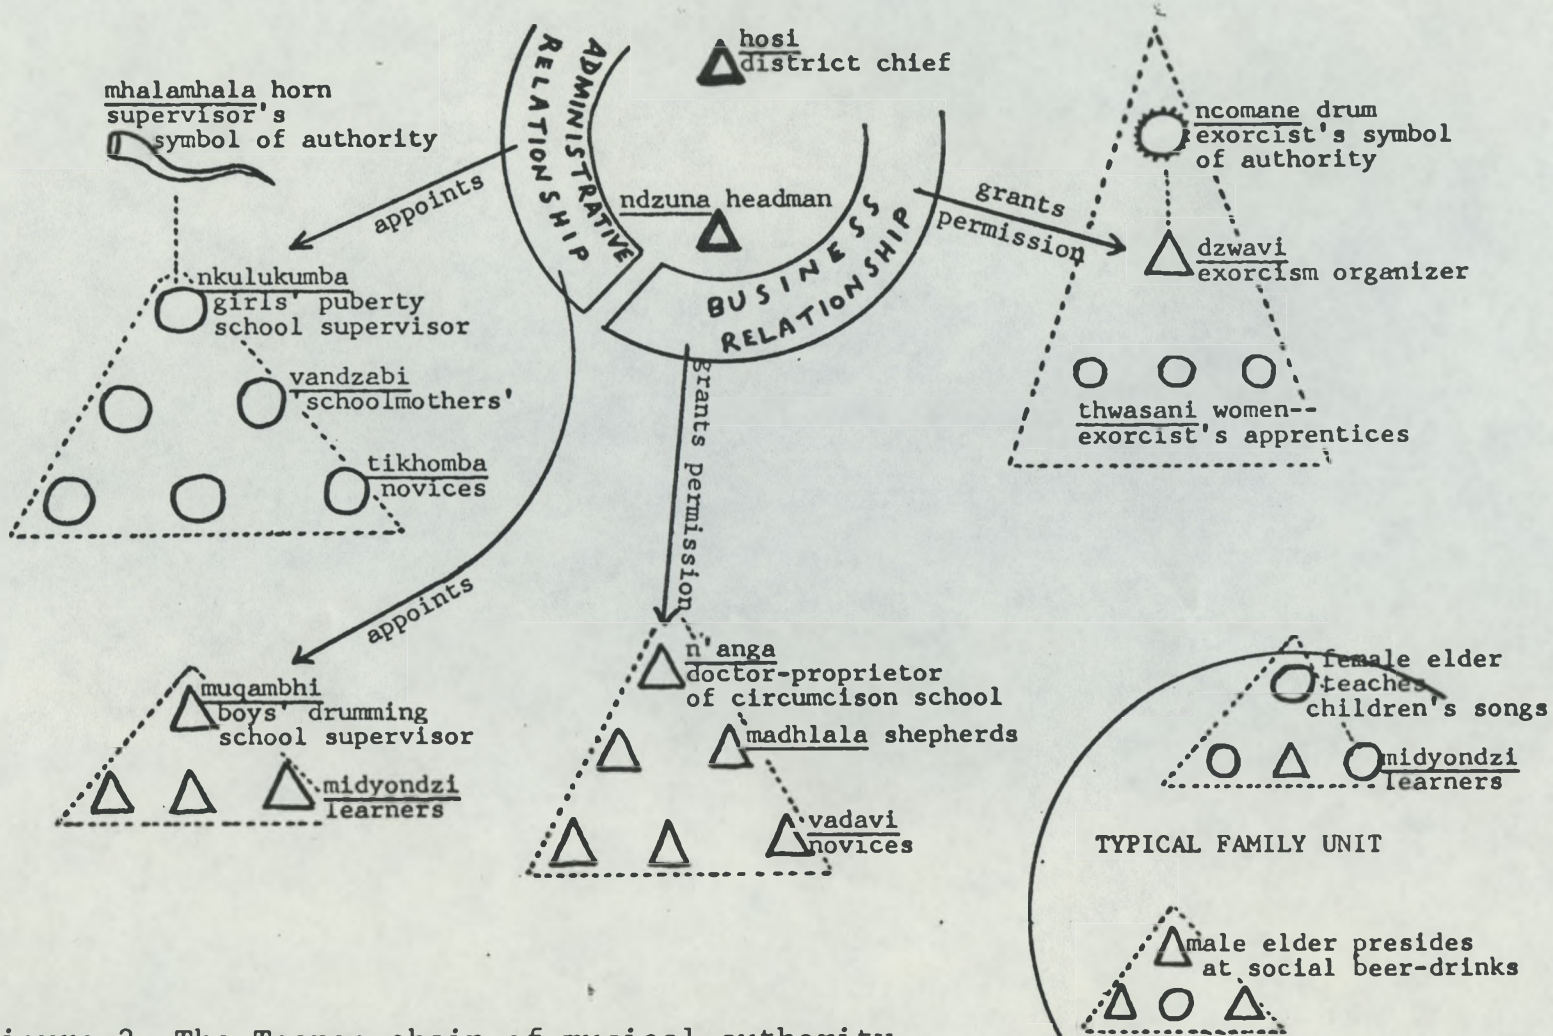 hosi
district chief
ADMINISTRATIVE
RELATIONSHIP
ndzuna headman
BUSINESS
RELATIONSHIP
mhalamhala horn
supervisor's
symbol of authority
appoints
nkulukumba
girls' puberty
school supervisor
vandzabi
'schoolmothers'
tikhomba
novices
grants
permission
ncomane drum
exorcist's symbol
of authority
dzwavi
exorcism organizer
thwasani women--
exorcist's apprentices
appoints
muqambhi
boys' drumming
school supervisor
midyondzi
learners
grants permission
n'anga
doctor-proprietor
of circumcison school
madhlala shepherds
vadavi
novices
female elder
teaches
children's songs
midyondzi
learners
TYPICAL FAMILY UNIT
male elder presides
at social beer-drinks